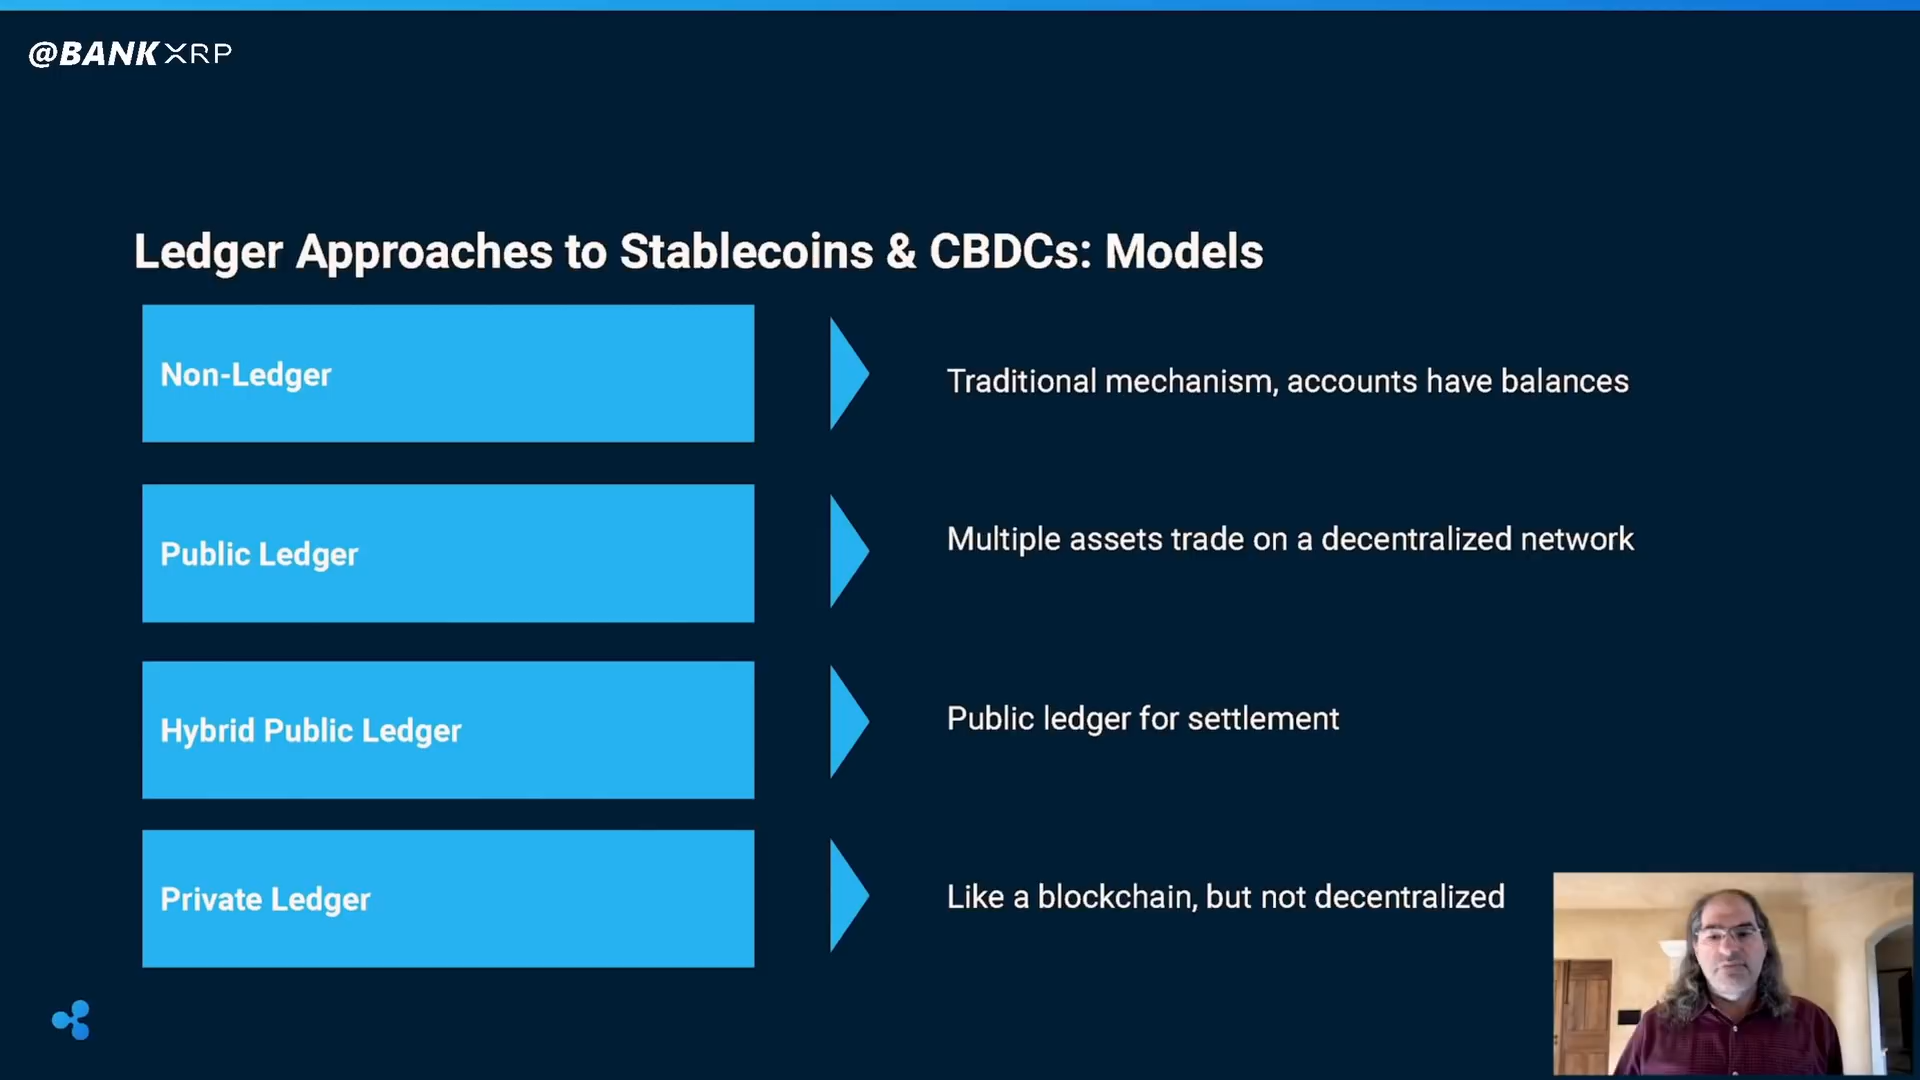 @BANKXRP
Ledger Approaches to Stablecoins & CBDCs: Models
Non-Ledger
Traditional mechanism, accounts have balances
Public Ledger
Multiple assets trade on a decentralized network
Hybrid Public Ledger
Public ledger for settlement
Private Ledger
Like a blockchain, but not decentralized